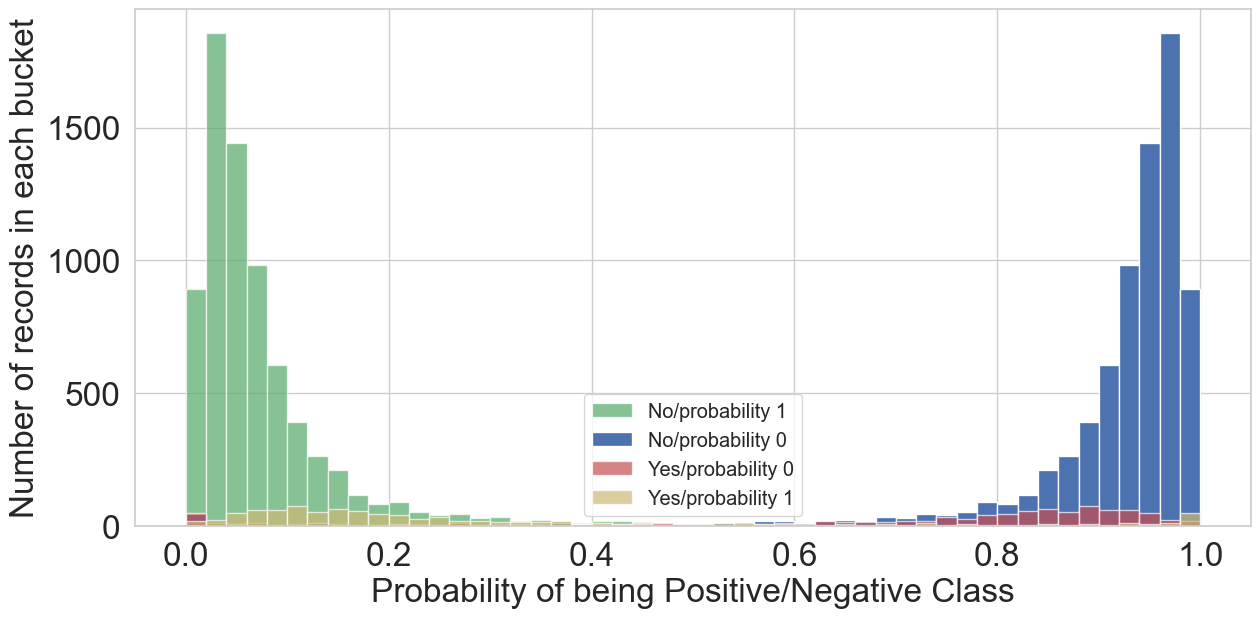 Number of records in each bucket
1500
1000
500
0
No/probability 1
No/probability 0
Yes/probability 0
Yes/probability 1
0.0 0.2 0.4 0.6 0.8 1.0
Probability of being Positive/Negative Class